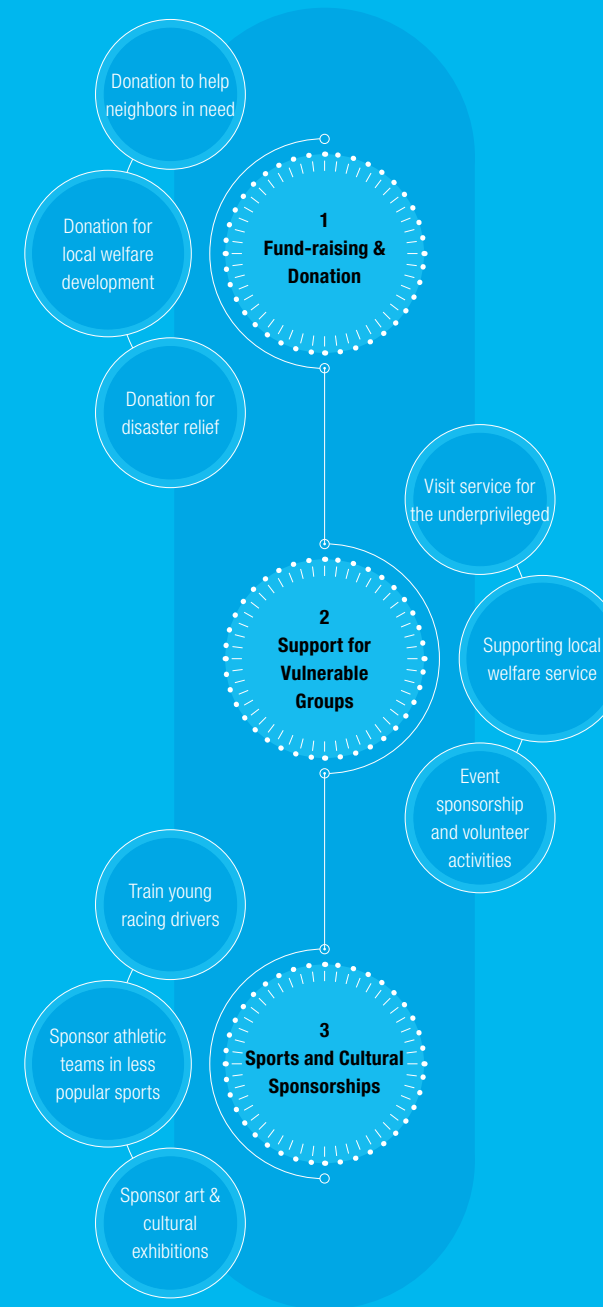 Donation to help
neighbors in need
1
Fund-raising &
Donation
Donation for
local welfare
development
Donation for
disaster relief
Visit service for
the underprivileged
2
Support for
Vulnerable
Groups
Supporting local
welfare service
Event
sponsorship
and volunteer
activities
Train young
racing drivers
3
Sports and Cultural
Sponsorships
Sponsor athletic
teams in less
popular sports
Sponsor art &
cultural
exhibitions